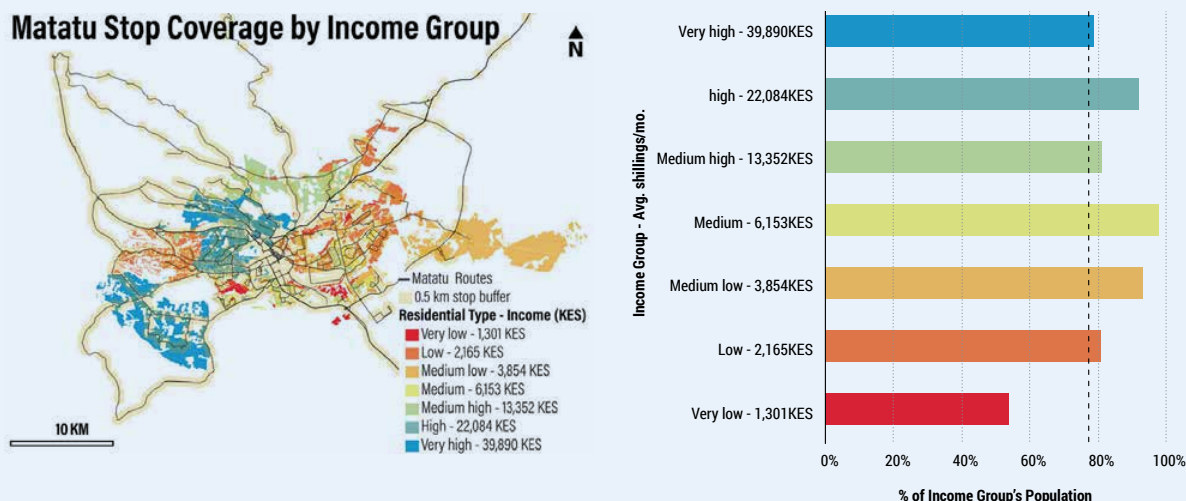 Matatu Stop Coverage by Income Group
N
Matatu Routes
0.5 km stop buffer
Residential Type - Income (KES)
Very low - 1,301 KES
Low - 2,165 KES
Medium low - 3,854 KES
Medium - 6,153 KES
Medium high - 13,352 KES
High - 22,084 KES
Very high - 39,890 KES
10 KM
Income Group - Avg. shillings/mo.
Very high - 39,890KES
high - 22,084KES
Medium high - 13,352KES
Medium - 6,153KES
Medium low - 3,854KES
Low - 2,165KES
Very low - 1,301KES
0% 20% 40% 60% 80% 100%
% of Income Group's Population